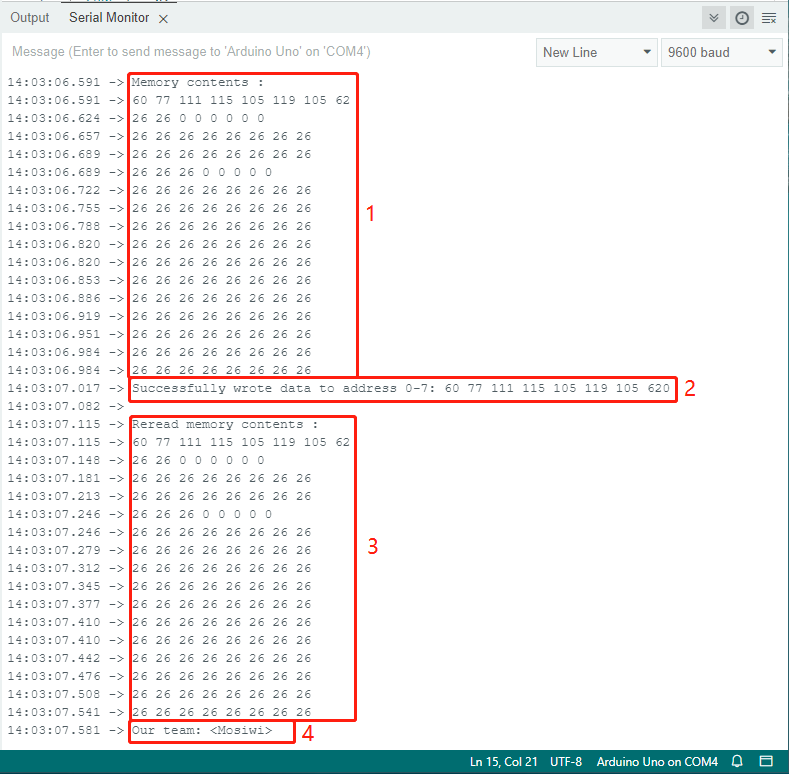 Output Serial Monitor
Message (Enter to send message to 'Arduino Uno' on 'COM4') New Line 9600 baud
14:03:06.591 -> Memory contents :
14:03:06.591 -> 60 77 111 115 105 119 105 62
14:03:06.624 -> 26 26 0 0 0 0 0 0
14:03:06.657 -> 26 26 26 26 26 26 26 26
14:03:06.689 -> 26 26 26 26 26 26 26 26
14:03:06.689 -> 26 26 26 0 0 0 0 0
14:03:06.722 -> 26 26 26 26 26 26 26 26
14:03:06.755 -> 26 26 26 26 26 26 26 26
14:03:06.788 -> 26 26 26 26 26 26 26 26
14:03:06.820 -> 26 26 26 26 26 26 26 26
14:03:06.820 -> 26 26 26 26 26 26 26 26
14:03:06.853 -> 26 26 26 26 26 26 26 26
14:03:06.886 -> 26 26 26 26 26 26 26 26
14:03:06.919 -> 26 26 26 26 26 26 26 26
14:03:06.951 -> 26 26 26 26 26 26 26 26
14:03:06.984 -> 26 26 26 26 26 26 26 26
14:03:06.984 -> 26 26 26 26 26 26 26 26
1
14:03:07.017 -> Successfully wrote data to address 0-7: 60 77 111 115 105 119 105 620
2
14:03:07.082 ->
14:03:07.115 -> Reread memory contents :
14:03:07.115 -> 60 77 111 115 105 119 105 62
14:03:07.148 -> 26 26 0 0 0 0 0 0
14:03:07.181 -> 26 26 26 26 26 26 26 26
14:03:07.213 -> 26 26 26 26 26 26 26 26
14:03:07.246 -> 26 26 26 0 0 0 0 0
14:03:07.246 -> 26 26 26 26 26 26 26 26
14:03:07.279 -> 26 26 26 26 26 26 26 26
14:03:07.312 -> 26 26 26 26 26 26 26 26
14:03:07.345 -> 26 26 26 26 26 26 26 26
14:03:07.377 -> 26 26 26 26 26 26 26 26
14:03:07.410 -> 26 26 26 26 26 26 26 26
14:03:07.410 -> 26 26 26 26 26 26 26 26
14:03:07.442 -> 26 26 26 26 26 26 26 26
14:03:07.476 -> 26 26 26 26 26 26 26 26
14:03:07.508 -> 26 26 26 26 26 26 26 26
14:03:07.541 -> 26 26 26 26 26 26 26 26
3
14:03:07.581 -> Our team: <Mosiwi>
4
Ln 15, Col 21 UTF-8 Arduino Uno on COM4